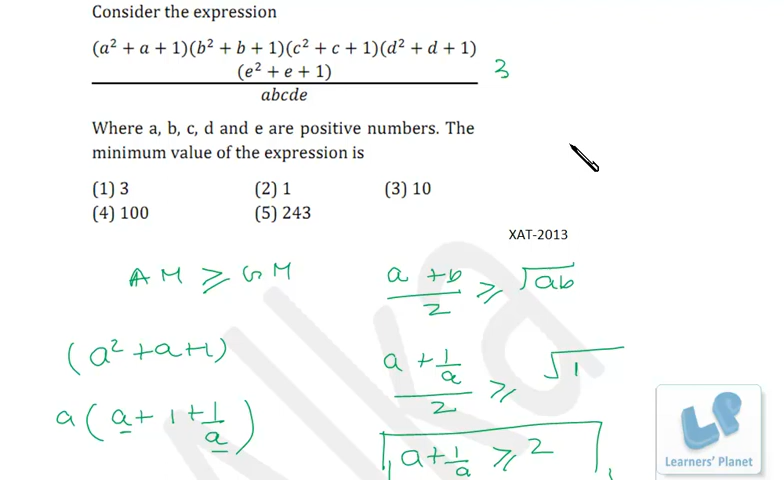 Consider the expression
(a² + a + 1)(b² + b + 1)(c² + c + 1)(d² + d + 1)
(e² + e + 1)
3
abcde
Where a, b, c, d and e are positive numbers. The
minimum value of the expression is
(1) 3 (2) 1 (3) 10
(4) 100 (5) 243
XAT-2013
AM ≥ GM
a + b / 2 ≥ √ab
(a² + a + 1)
a + 1/a / 2 ≥ √1
a (a + 1 + 1/a)
a + 1/a ≥ 2
LP
Learners' Planet